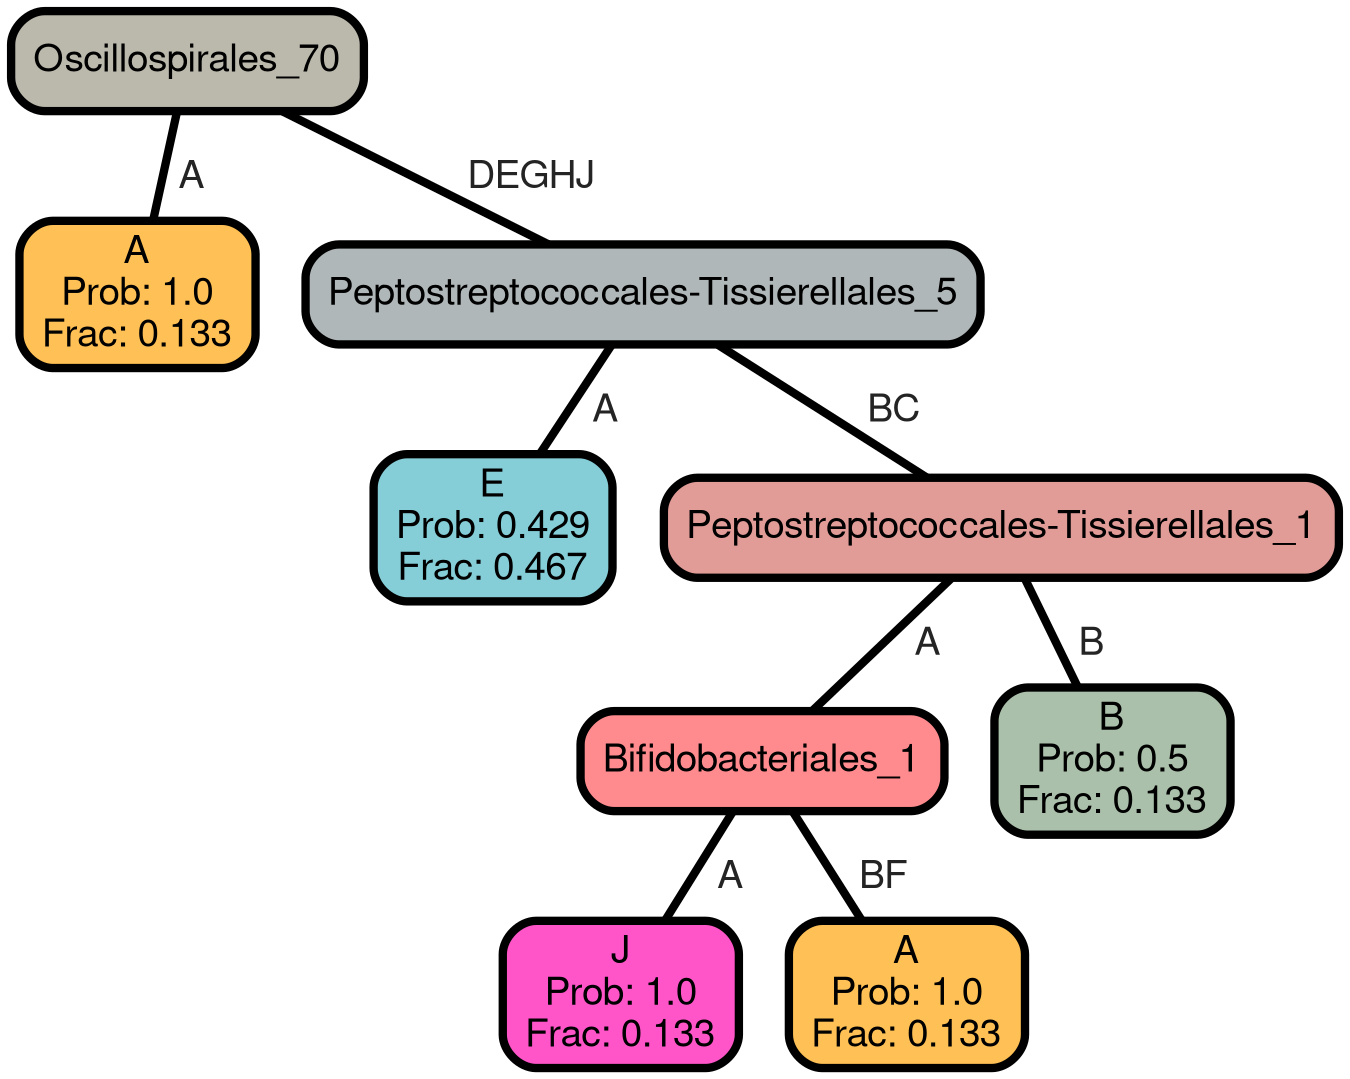 Oscillospirales_70
A
DEGHJ
A
Prob: 1.0
Frac: 0.133
Peptostreptococcales-Tissierellales_5
A
BC
E
Prob: 0.429
Frac: 0.467
Peptostreptococcales-Tissierellales_1
A
B
Bifidobacteriales_1
B
Prob: 0.5
Frac: 0.133
A
BF
J
Prob: 1.0
Frac: 0.133
A
Prob: 1.0
Frac: 0.133